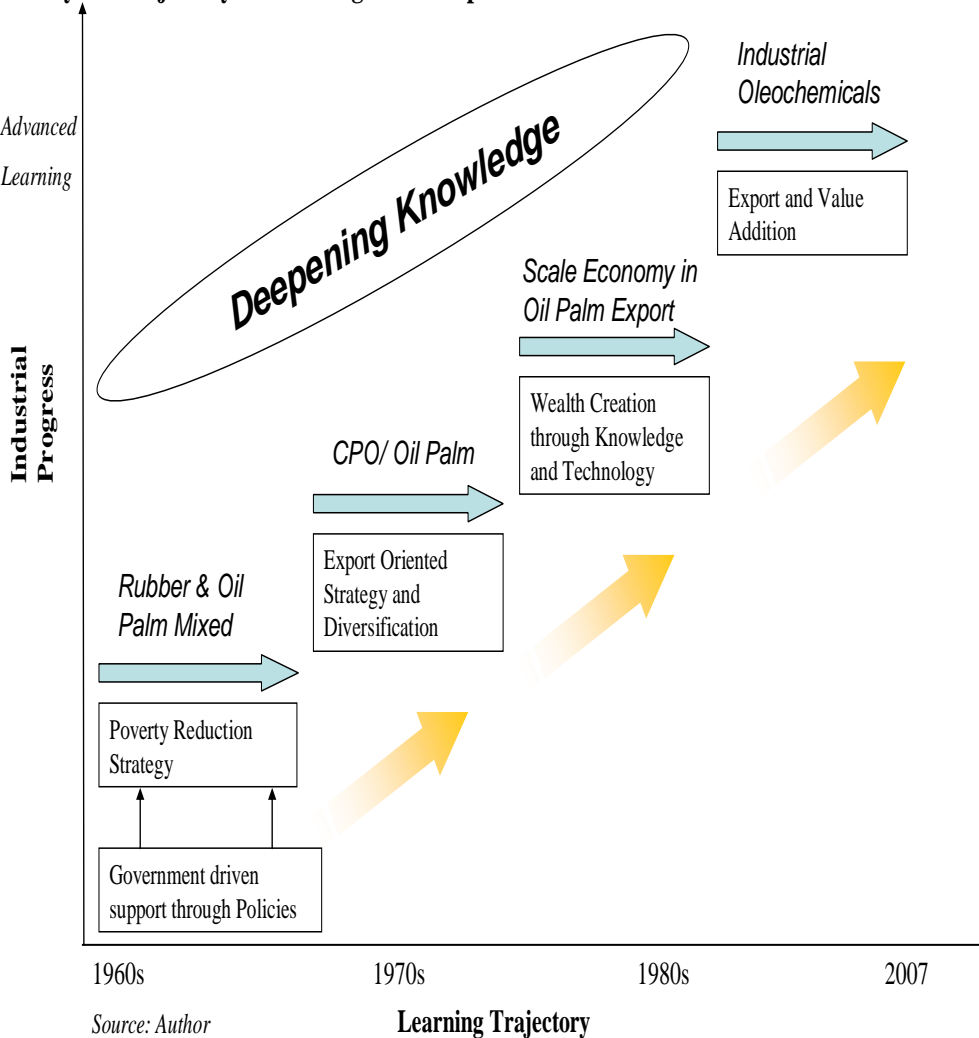 Advanced
Learning
Industrial
Progress
Deepening Knowledge
Industrial
Oleochemicals
Export and Value
Addition
Scale Economy in
Oil Palm Export
Wealth Creation
through Knowledge
and Technology
CPO/ Oil Palm
Export Oriented
Strategy and
Diversification
Rubber & Oil
Palm Mixed
Poverty Reduction
Strategy
Government driven
support through Policies
1960s 1970s 1980s 2007
Source: Author
Learning Trajectory